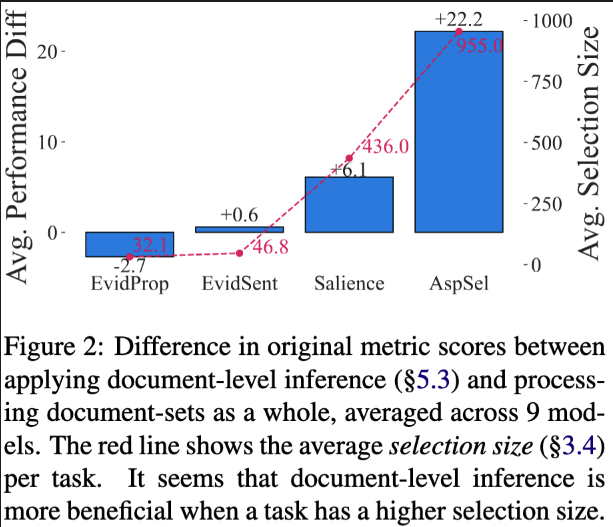 Avg. Performance Diff
20
10
0
+22.2
955.0
436.0
+6.1
+0.6
46.8
32.1
-2.7
EvidProp EvidSent Salience AspSel
1000
750
500
250
0
Avg. Selection Size
Figure 2: Difference in original metric scores between
applying document-level inference (§5.3) and process-
ing document-sets as a whole, averaged across 9 mod-
els. The red line shows the average selection size (§3.4)
per task. It seems that document-level inference is
more beneficial when a task has a higher selection size.